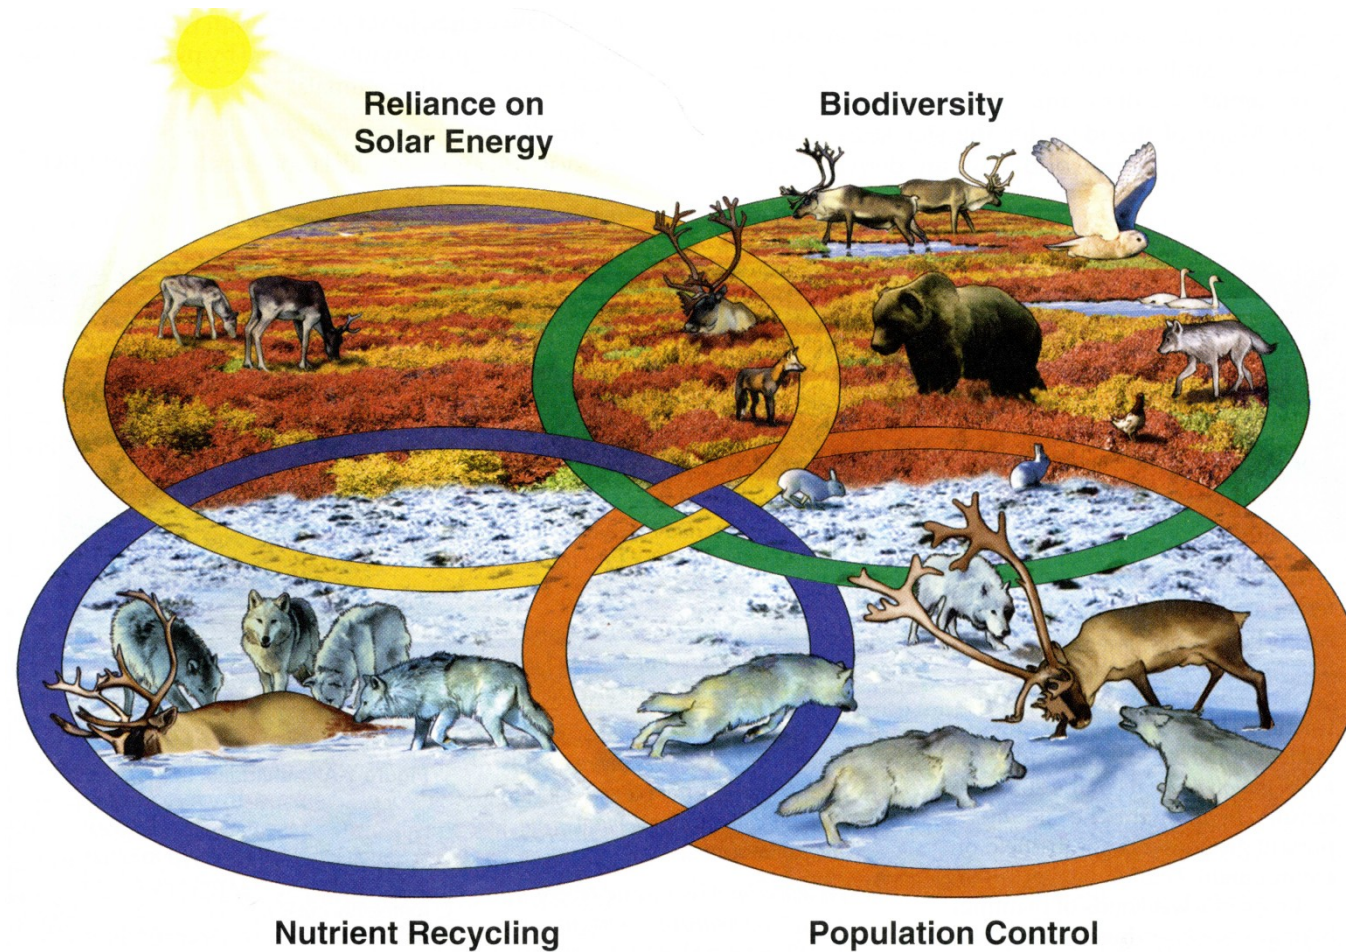 Reliance on
Solar Energy
Biodiversity
Nutrient Recycling
Population Control